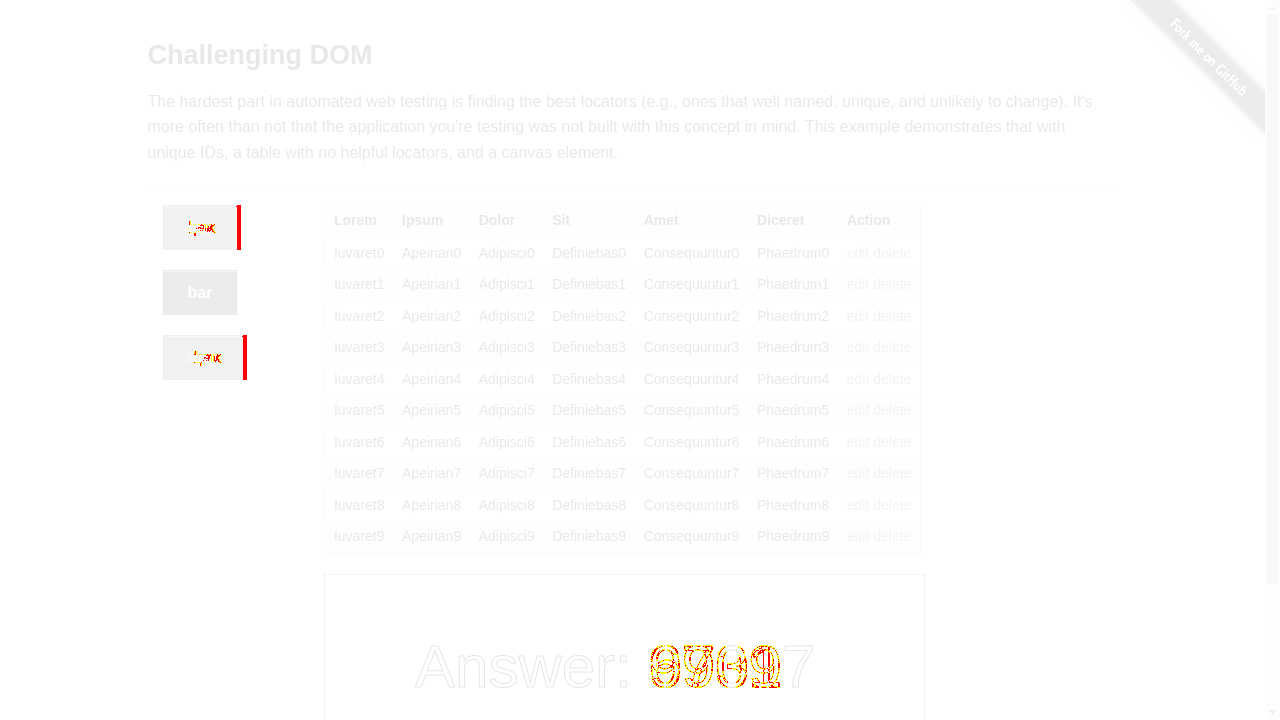 Fork me on GitHub
Challenging DOM
The hardest part in automated web testing is finding the best locators (e.g., ones that well named, unique, and unlikely to change). It's
more often than not that the application you're testing was not built with this concept in mind. This example demonstrates that with
unique IDs, a table with no helpful locators, and a canvas element.
bar
Lorem Ipsum Dolor Sit Amet Diceret Action
Iuvaret0 Apeirian0 Adipisci0 Definiebas0 Consequuntur0 Phaedrum0 edit delete
Iuvaret1 Apeirian1 Adipisci1 Definiebas1 Consequuntur1 Phaedrum1 edit delete
Iuvaret2 Apeirian2 Adipisci2 Definiebas2 Consequuntur2 Phaedrum2 edit delete
Iuvaret3 Apeirian3 Adipisci3 Definiebas3 Consequuntur3 Phaedrum3 edit delete
Iuvaret4 Apeirian4 Adipisci4 Definiebas4 Consequuntur4 Phaedrum4 edit delete
Iuvaret5 Apeirian5 Adipisci5 Definiebas5 Consequuntur5 Phaedrum5 edit delete
Iuvaret6 Apeirian6 Adipisci6 Definiebas6 Consequuntur6 Phaedrum6 edit delete
Iuvaret7 Apeirian7 Adipisci7 Definiebas7 Consequuntur7 Phaedrum7 edit delete
Iuvaret8 Apeirian8 Adipisci8 Definiebas8 Consequuntur8 Phaedrum8 edit delete
Iuvaret9 Apeirian9 Adipisci9 Definiebas9 Consequuntur9 Phaedrum9 edit delete
Answer: